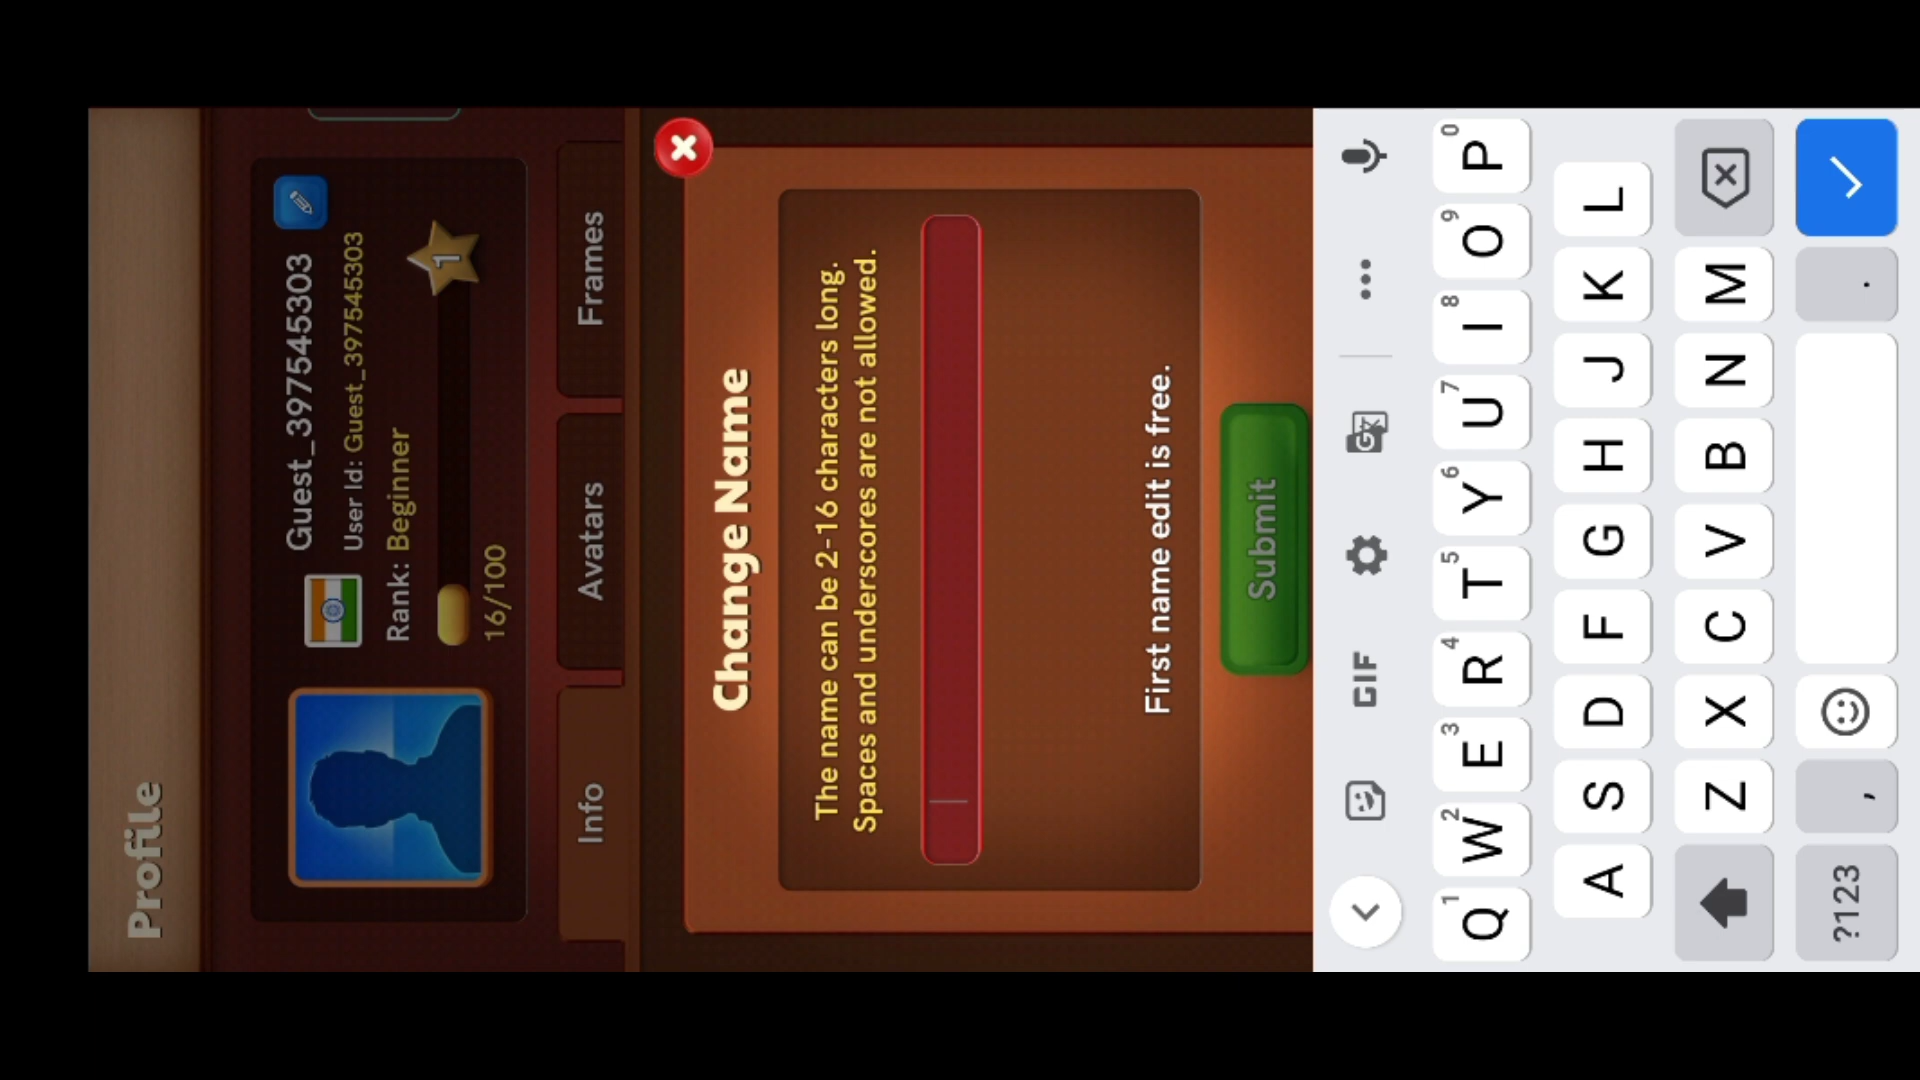 Profile
Guest_397545303
User Id: Guest_397545303
Rank: Beginner
1
16/100
Info
Avatars
Frames
Change Name
The name can be 2-16 characters long.
Spaces and underscores are not allowed.
First name edit is free.
Submit
GIF
Q 1 W 2 E 3 R 4 T 5 Y 6 U 7 I 8 O 9 P 0
A S D F G H J K L
Z X C V B N M
?123 , .